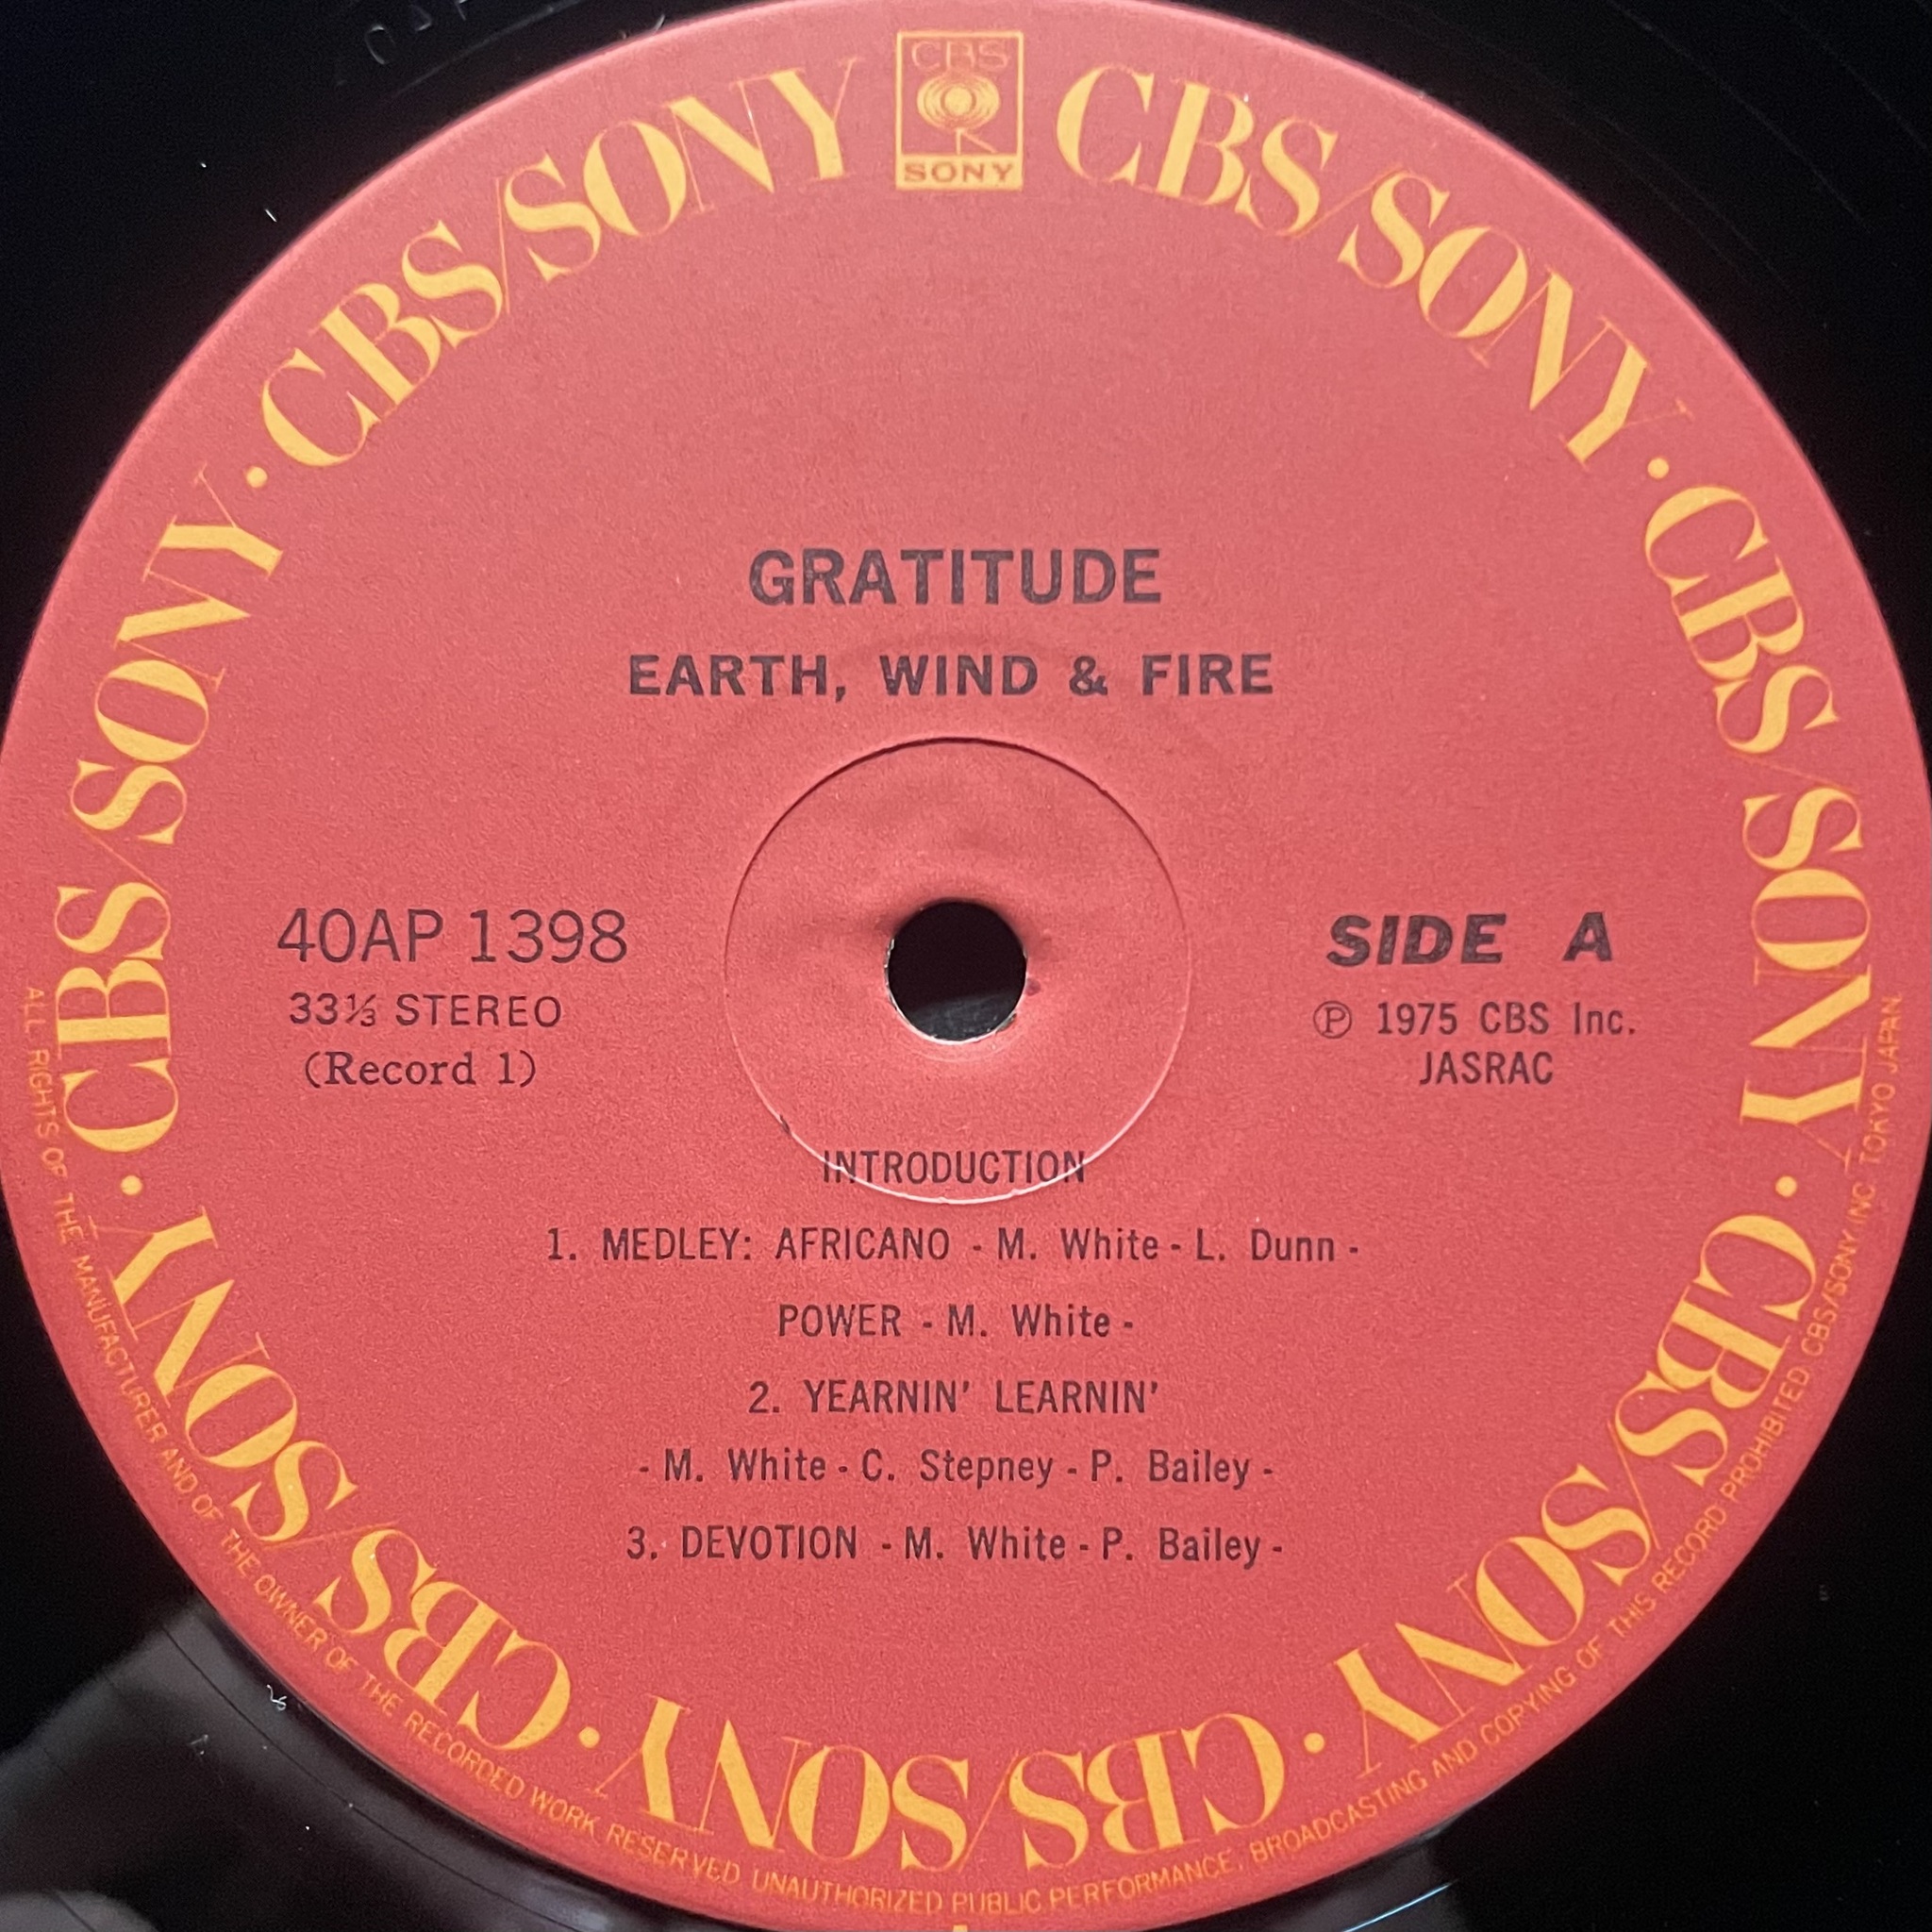 CBS
SONY
CBS/SONY · CBS/SONY · CBS/SONY · CBS/SONY · CBS/SONY · CBS/SONY · CBS/SONY
GRATITUDE
EARTH, WIND & FIRE
40AP 1398
33⅓ STEREO
(Record 1)
SIDE A
Ⓟ 1975 CBS Inc.
JASRAC
INTRODUCTION
1. MEDLEY: AFRICANO - M. White - L. Dunn -
POWER - M. White -
2. YEARNIN' LEARNIN'
- M. White - C. Stepney - P. Bailey -
3. DEVOTION - M. White - P. Bailey -
ALL RIGHTS OF THE MANUFACTURER AND OF THE OWNER OF THE RECORDED WORK RESERVED UNAUTHORIZED PUBLIC PERFORMANCE, BROADCASTING AND COPYING OF THIS RECORD PROHIBITED CBS/SONY INC. TOKYO JAPAN